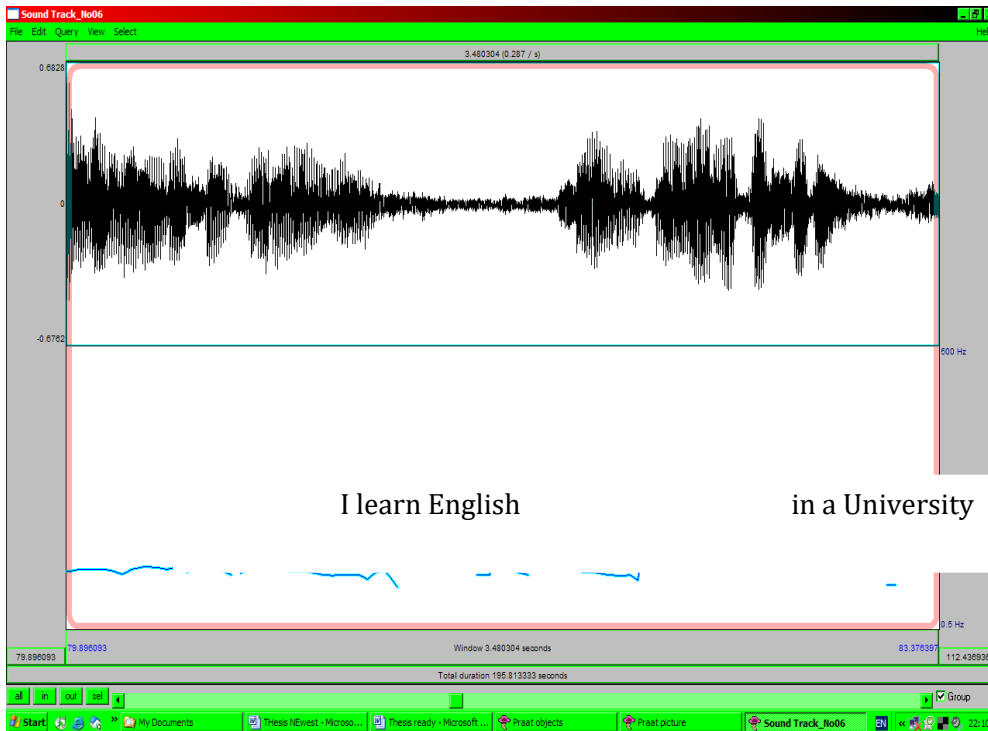 Sound Track_No06
File Edit Query View Select Hel
3.480304 (0.287 / s)
0.6828
0
-0.6762
500 Hz
I learn English in a University
0.5 Hz
79.896093 Window 3.480304 seconds 83.376397
79.896093 112.436936
Total duration 195.813333 seconds
all in out sel Group
Start » My Documents THesis NEwest - Microso... Thesis ready - Microsoft ... Praat objects Praat picture Sound Track_No06 EN « 22:10